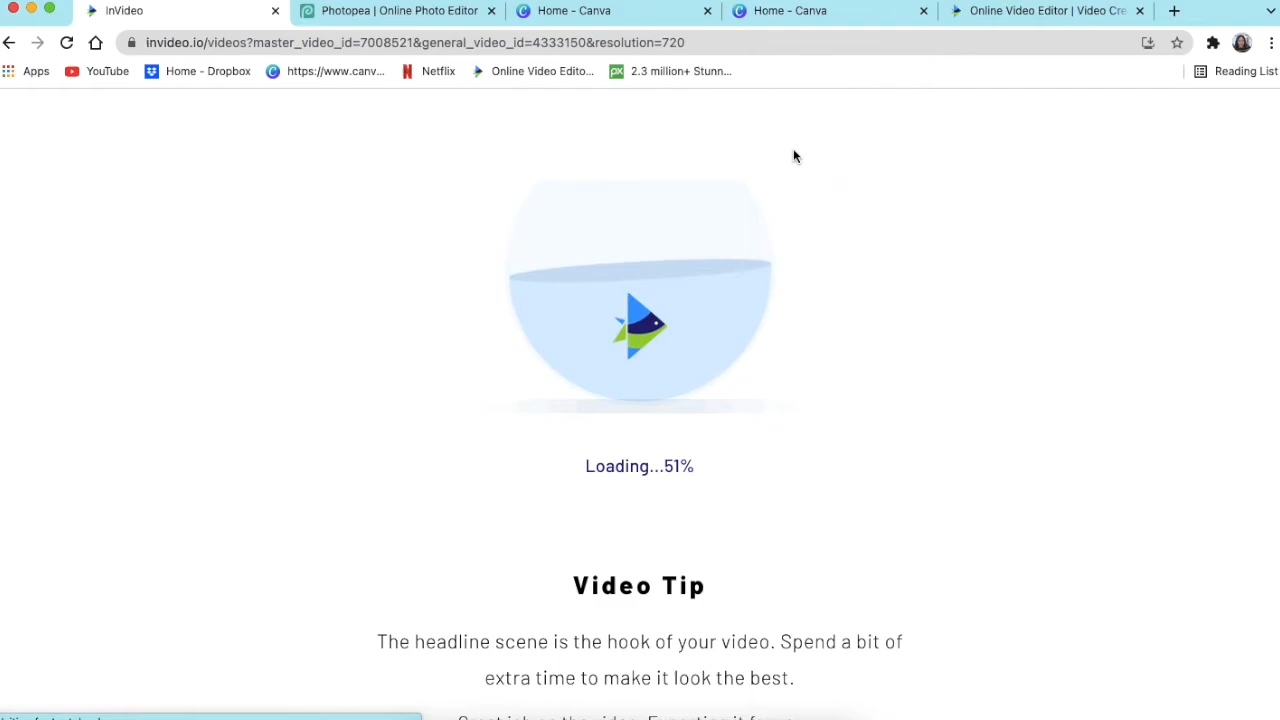 InVideo
Photopea | Online Photo Editor
Home - Canva
Home - Canva
Online Video Editor | Video Cre
invideo.io/videos?master_video_id=7008521&general_video_id=4333150&resolution=720
Apps
YouTube
Home - Dropbox
https://www.canv...
Netflix
Online Video Edito...
2.3 million+ Stunn...
Reading List
Loading...51%
Video Tip
The headline scene is the hook of your video. Spend a bit of
extra time to make it look the best.